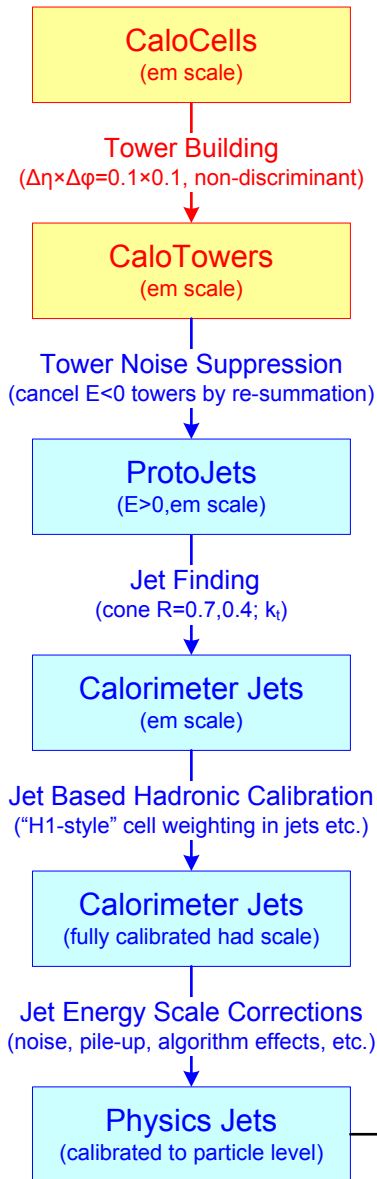 CaloCells
(em scale)
Tower Building
(Δη×Δφ=0.1×0.1, non-discriminant)
CaloTowers
(em scale)
Tower Noise Suppression
(cancel E<0 towers by re-summation)
ProtoJets
(E>0,em scale)
Jet Finding
(cone R=0.7,0.4; kₜ)
Calorimeter Jets
(em scale)
Jet Based Hadronic Calibration
(“H1-style” cell weighting in jets etc.)
Calorimeter Jets
(fully calibrated had scale)
Jet Energy Scale Corrections
(noise, pile-up, algorithm effects, etc.)
Physics Jets
(calibrated to particle level)